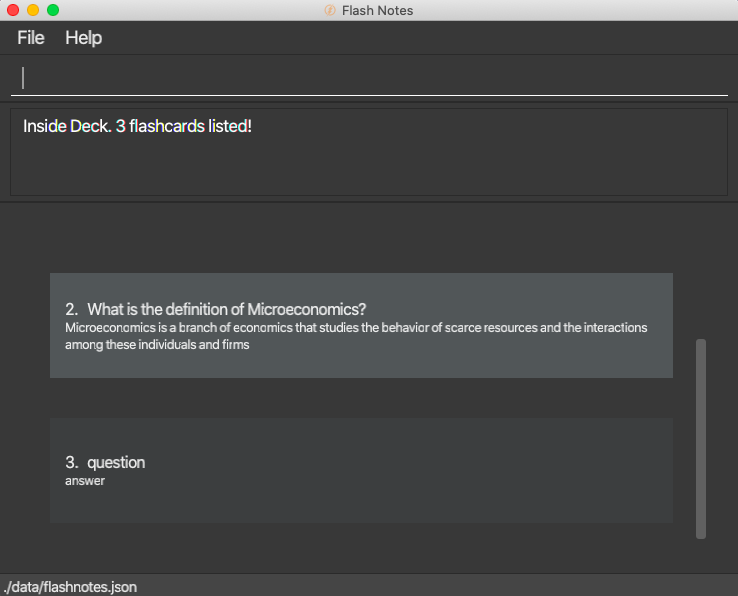 Flash Notes
File Help
Inside Deck. 3 flashcards listed!
2. What is the definition of Microeconomics?
Microeconomics is a branch of economics that studies the behavior of scarce resources and the interactions
among these individuals and firms
3. question
answer
./data/flashnotes.json